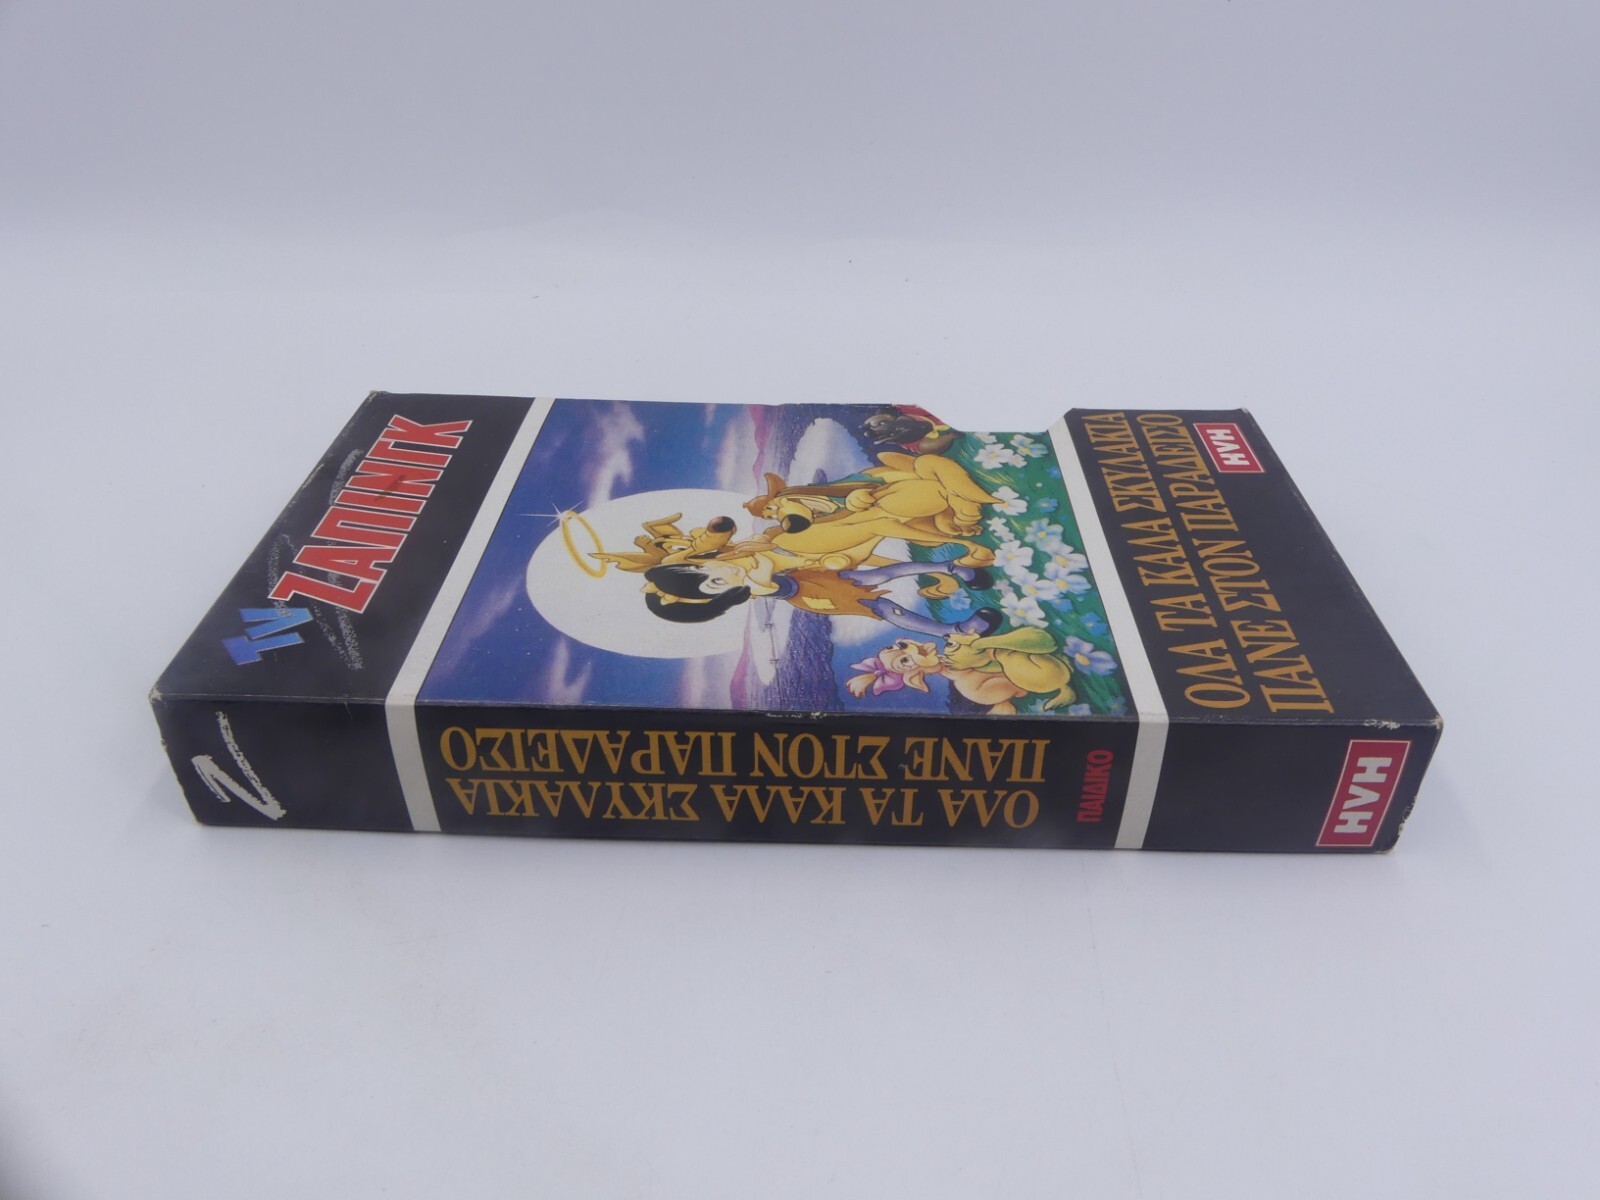 TV
ΖΑΠΙΝΓΚ
ΟΛΑ ΤΑ ΚΑΛΑ ΣΚΥΛΑΚΙΑ
ΠΑΝΕ ΣΤΟΝ ΠΑΡΑΔΕΙΣΟ
HVH
ΟΛΑ ΤΑ ΚΑΛΑ ΣΚΥΛΑΚΙΑ
ΠΑΝΕ ΣΤΟΝ ΠΑΡΑΔΕΙΣΟ
ΠΑΙΔΙΚΟ
HVH